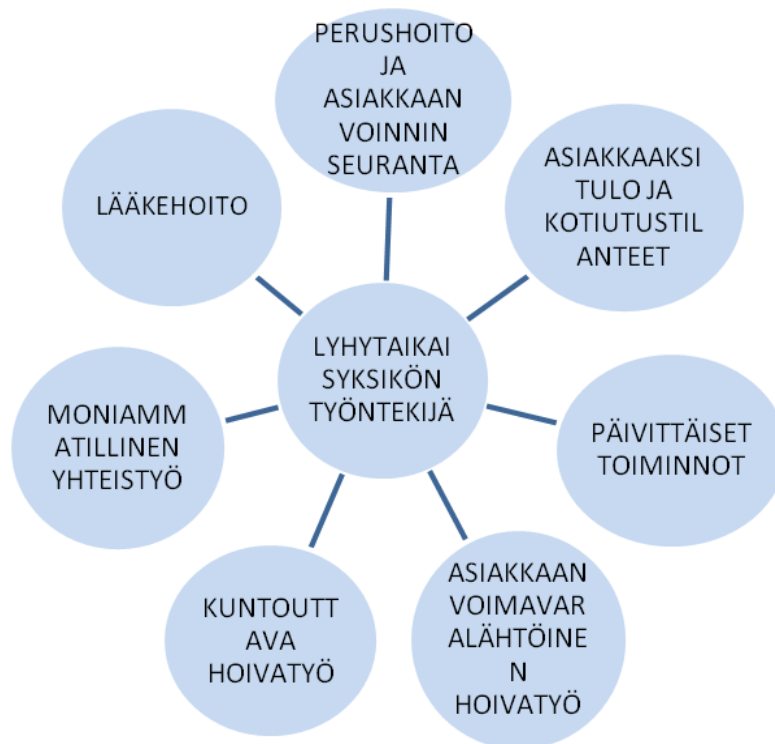 PERUSHOITO
JA
ASIAKKAAN
VOINNIN
SEURANTA
ASIAKKAAKSI
TULO JA
KOTIUTUSTIL
ANTEET
LÄÄKEHOITO
LYHYTAIKAI
SYKSIKÖN
TYÖNTEKIJÄ
MONIAMM
ATILLINEN
YHTEISTYÖ
PÄIVITTÄISET
TOIMINNOT
KUNTOUTT
AVA
HOIVATYÖ
ASIAKKAAN
VOIMAVAR
ALÄHTÖINE
N
HOIVATYÖ